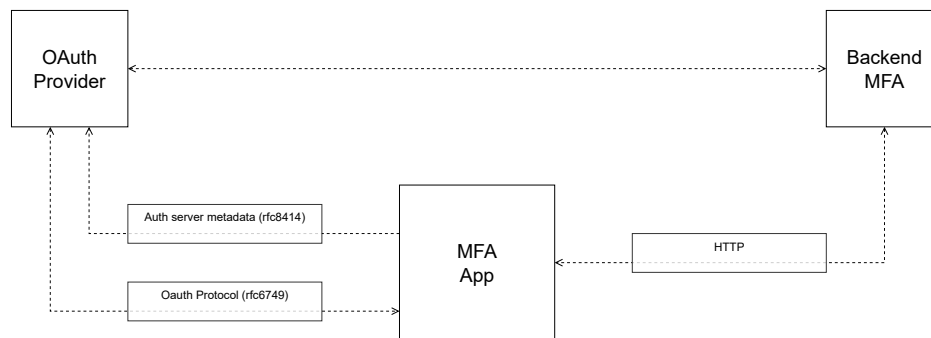 OAuth
Provider
Backend
MFA
Auth server metadata (rfc8414)
MFA
App
HTTP
Oauth Protocol (rfc6749)